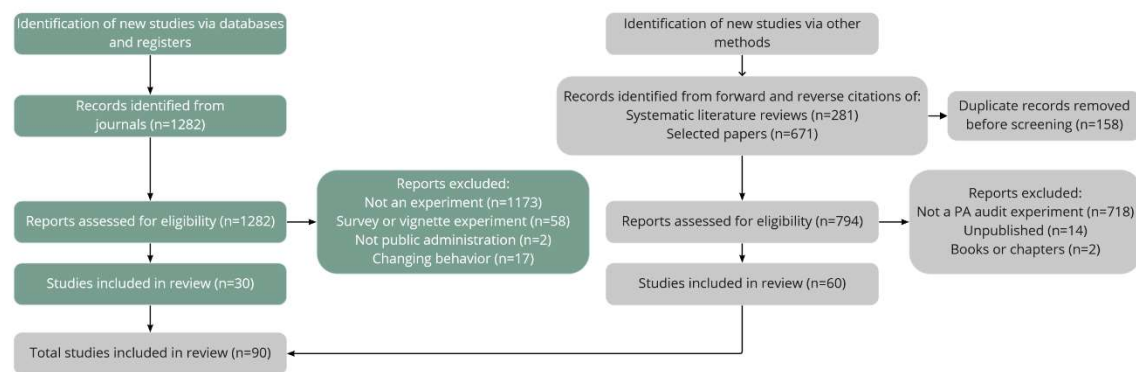 Identification of new studies via databases
and registers
Records identified from
journals (n=1282)
Reports assessed for eligibility (n=1282)
Reports excluded:
Not an experiment (n=1173)
Survey or vignette experiment (n=58)
Not public administration (n=2)
Changing behavior (n=17)
Studies included in review (n=30)
Total studies included in review (n=90)
Identification of new studies via other
methods
Records identified from forward and reverse citations of:
Systematic literature reviews (n=281)
Selected papers (n=671)
Duplicate records removed
before screening (n=158)
Reports assessed for eligibility (n=794)
Reports excluded:
Not a PA audit experiment (n=718)
Unpublished (n=14)
Books or chapters (n=2)
Studies included in review (n=60)